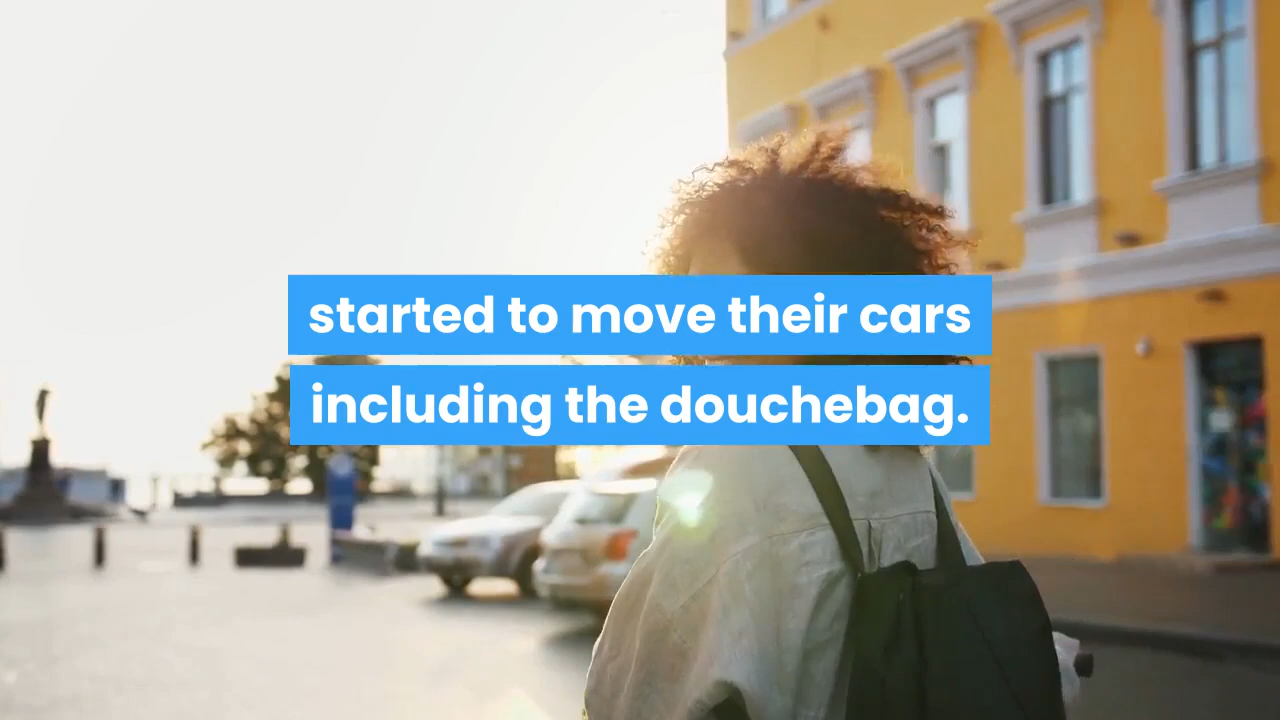 started to move their cars
including the douchebag.